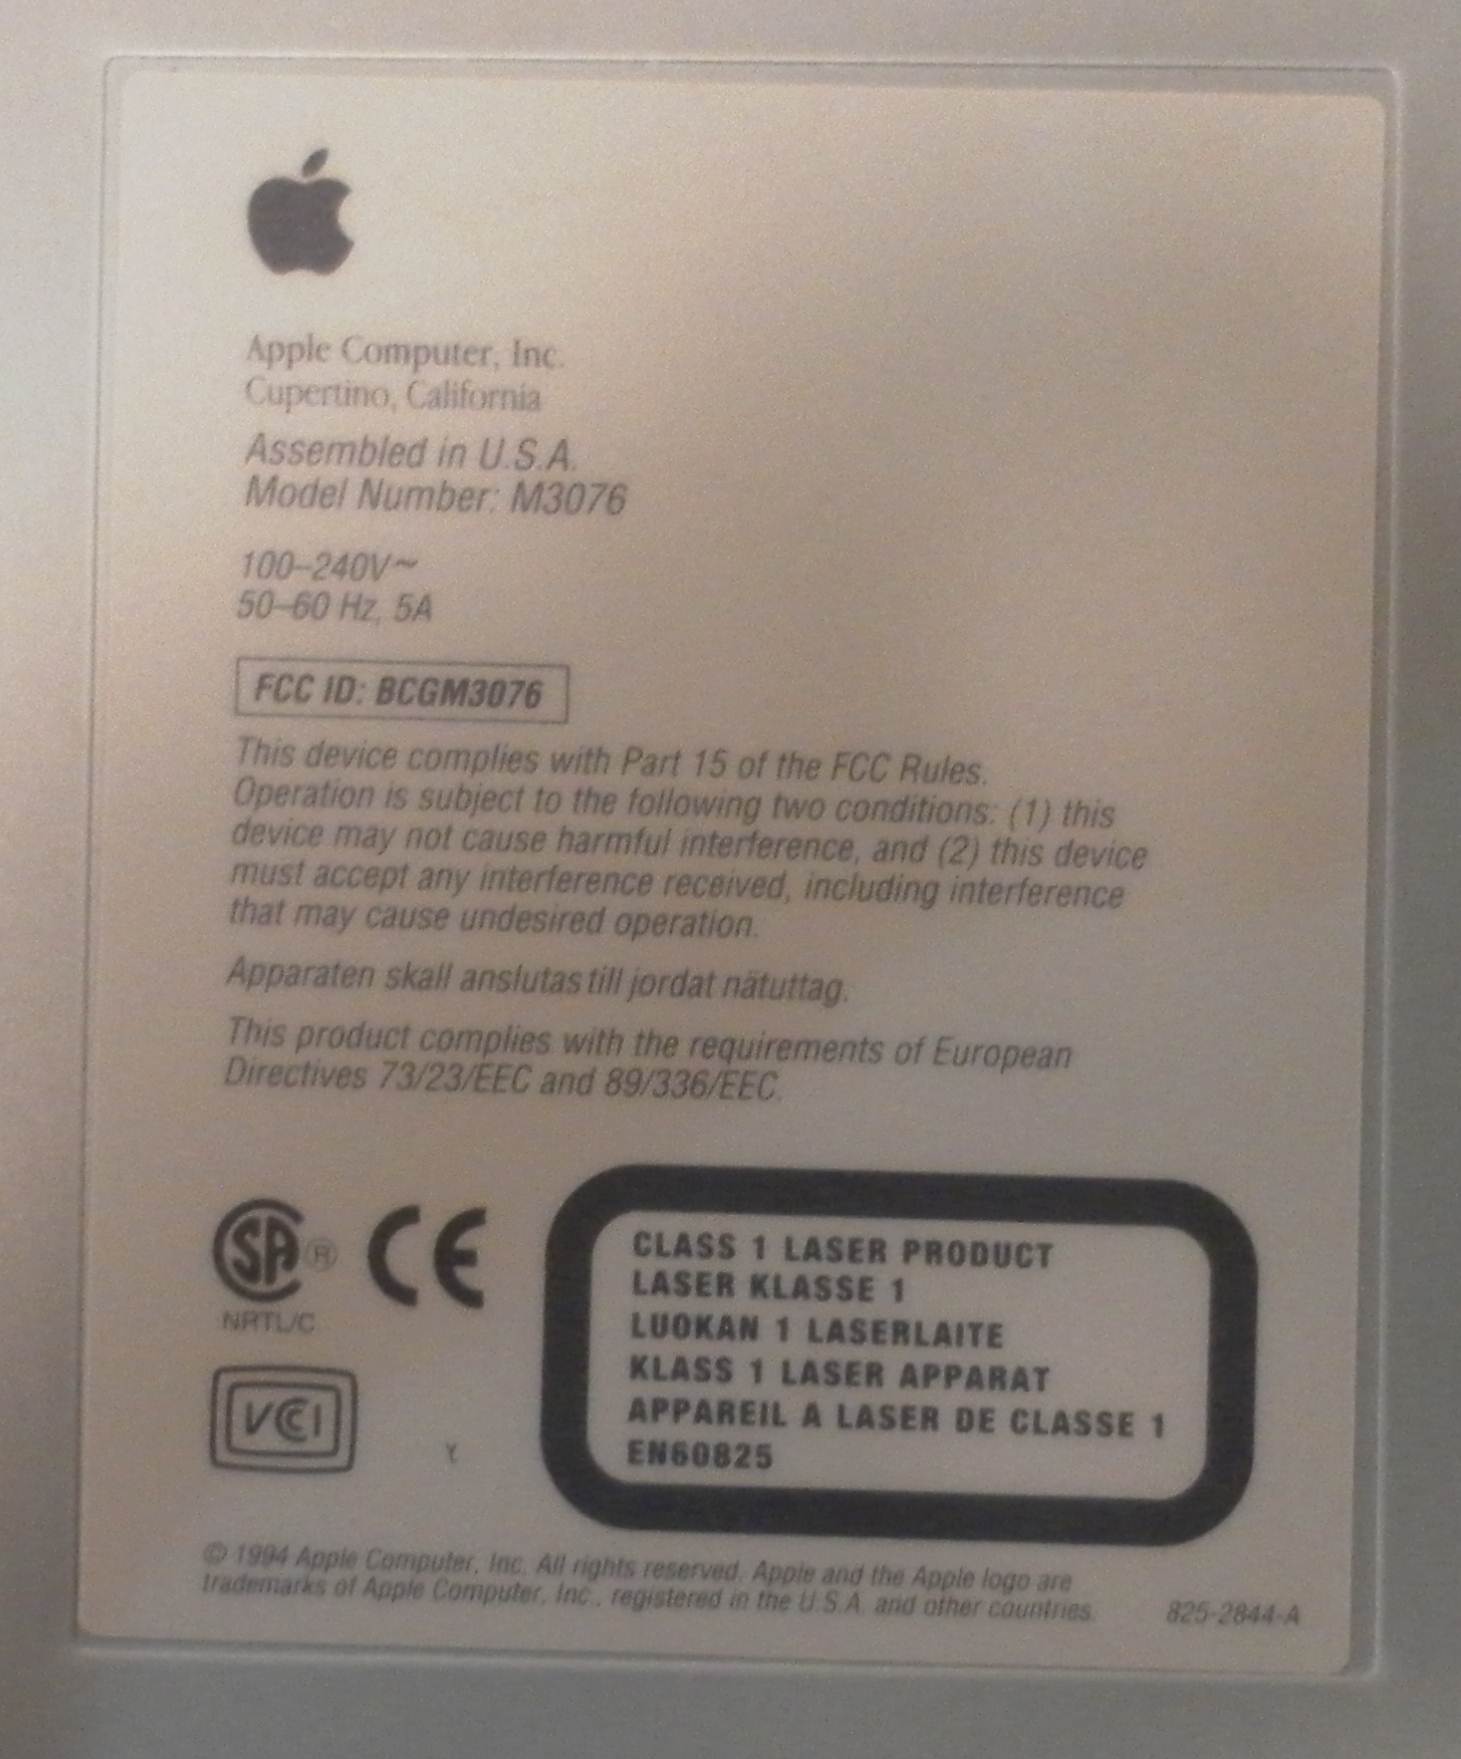 Apple Computer, Inc.
Cupertino, California
Assembled in U.S.A.
Model Number: M3076
100–240V~
50–60 Hz, 5A
FCC ID: BCGM3076
This device complies with Part 15 of the FCC Rules.
Operation is subject to the following two conditions: (1) this
device may not cause harmful interference, and (2) this device
must accept any interference received, including interference
that may cause undesired operation.
Apparaten skall anslutas till jordat nätuttag.
This product complies with the requirements of European
Directives 73/23/EEC and 89/336/EEC.
SA ®
NRTL/C
CE
VCCI
Y
CLASS 1 LASER PRODUCT
LASER KLASSE 1
LUOKAN 1 LASERLAITE
KLASS 1 LASER APPARAT
APPAREIL A LASER DE CLASSE 1
EN60825
© 1994 Apple Computer, Inc. All rights reserved. Apple and the Apple logo are
trademarks of Apple Computer, Inc., registered in the U.S.A. and other countries.
825-2844-A